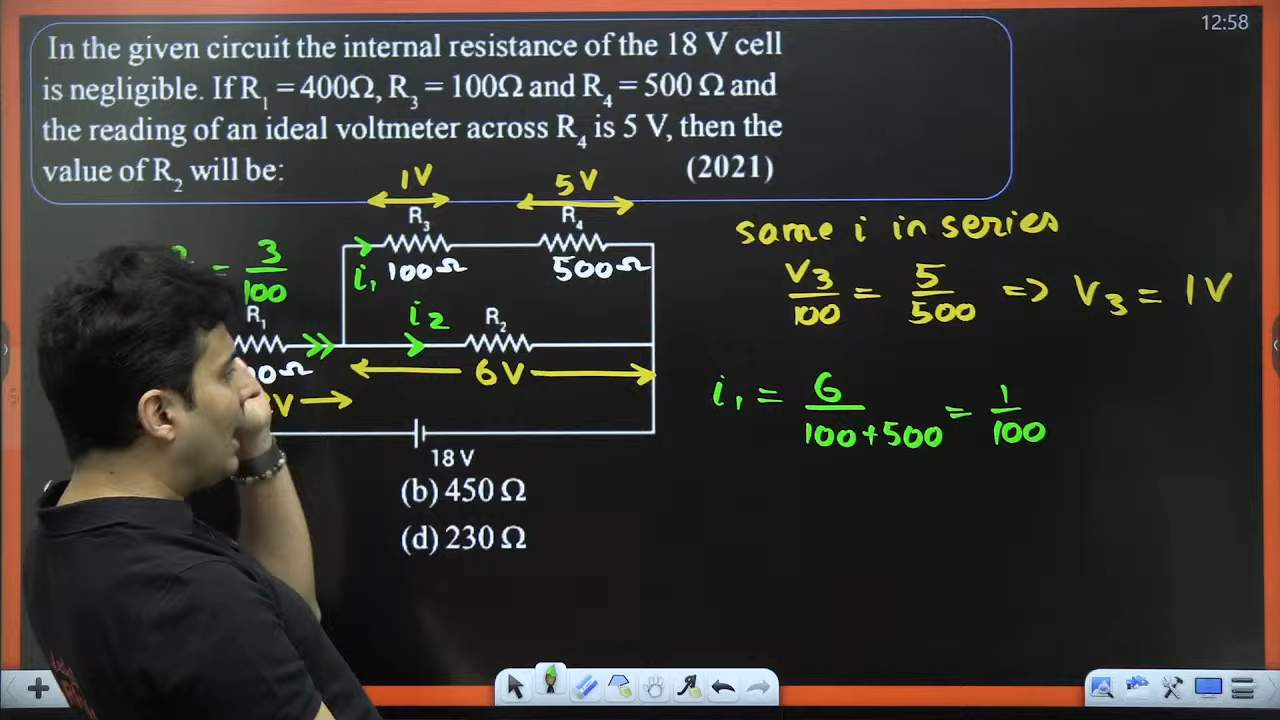 12:58
In the given circuit the internal resistance of the 18 V cell
is negligible. If R₁ = 400Ω, R₃ = 100Ω and R₄ = 500 Ω and
the reading of an ideal voltmeter across R₄ is 5 V, then the
value of R₂ will be: (2021)
1V 5V
R₃ R₄
100Ω 500Ω
i₁
3/100
R₁ i₂ R₂
6V
18 V
(b) 450 Ω
(d) 230 Ω
same i in series
V₃/100 = 5/500 => V₃ = 1V
i₁ = 6/100+500 = 1/100